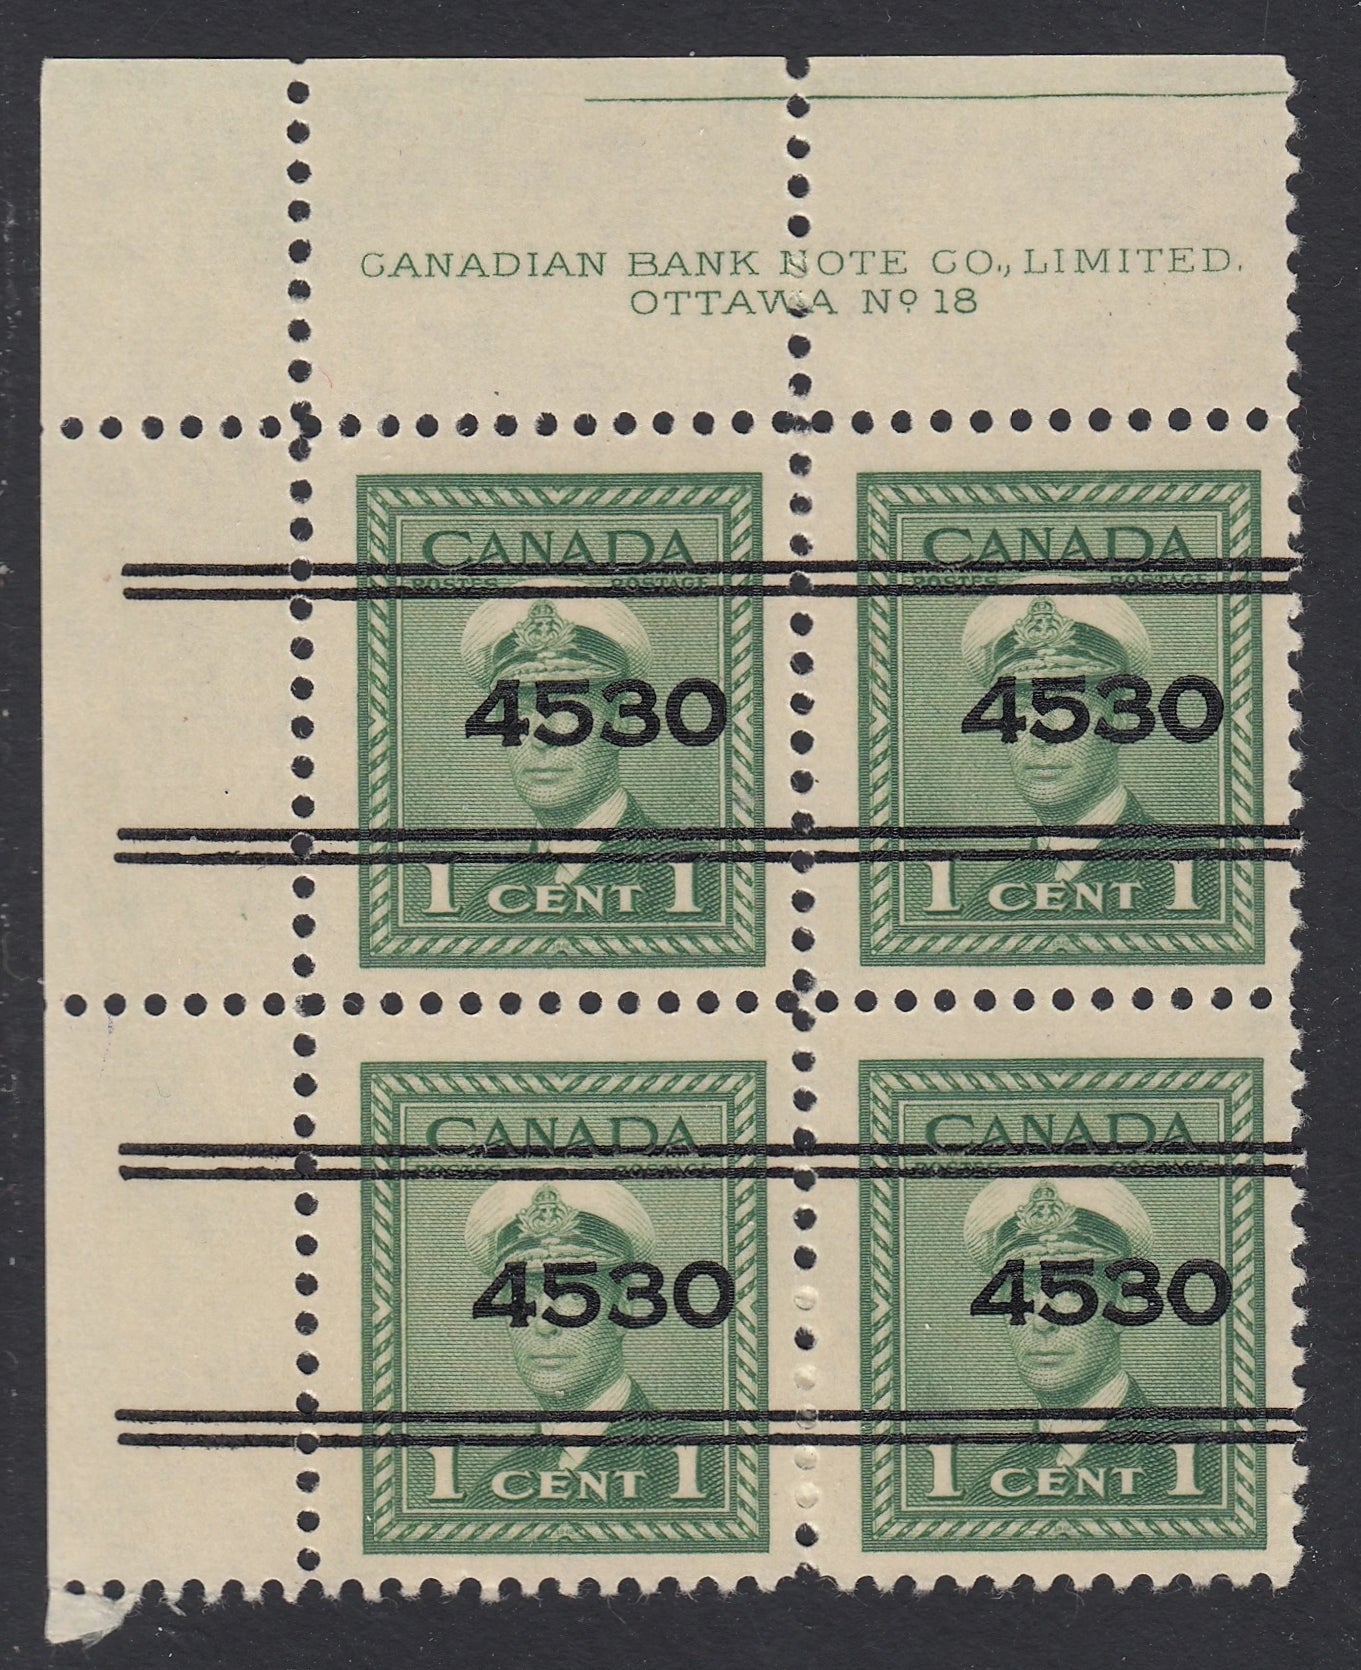 CANADIAN BANK NOTE CO., LIMITED.
OTTAWA Nº 18
CANADA
POSTES POSTAGE
4530
1 CENT 1
CANADA
POSTES POSTAGE
4530
1 CENT 1
CANADA
POSTES POSTAGE
4530
1 CENT 1
CANADA
POSTES POSTAGE
4530
1 CENT 1